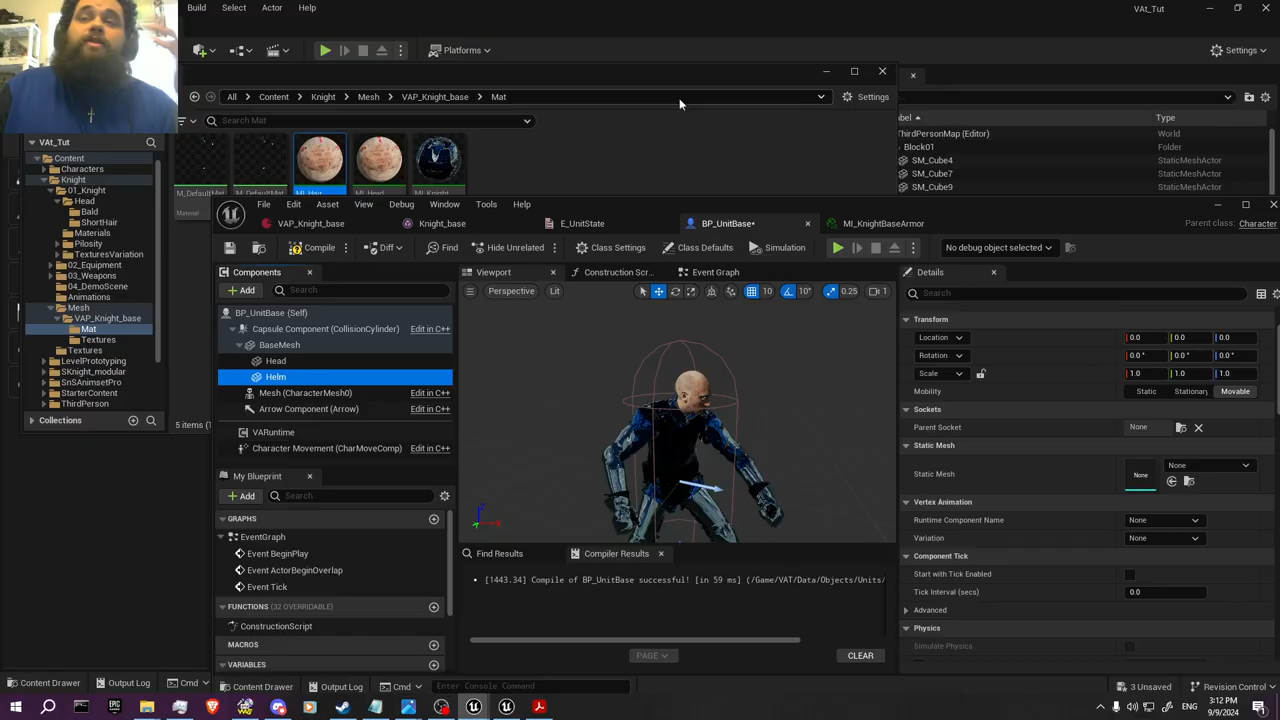 Build Select Actor Help VAt_Tut
Platforms Settings
All Content Knight Mesh VAP_Knight_base Mat Settings
Search Mat
Type
ThirdPersonMap (Editor) World
Block01
SM_Cube4 StaticMeshActor
SM_Cube7 StaticMeshActor
SM_Cube9 StaticMeshActor
M_DefaultMat M_DefaultMat MI_Hair MI_Head MI_Knight
Material
VAt_Tut
Content
Characters
Knight
01_Knight
Head
Bald
ShortHair
Materials
TexturesVariation
Pilosity
02_Equipment
03_Weapons
04_DemoScene
Animations
Mesh
VAP_Knight_base
Mat
Textures
Textures
LevelPrototyping
SKnight_modular
SnSAnimsetPro
StarterContent
ThirdPerson
Collections
5 items (1
File Edit Asset View Debug Window Tools Help
VAP_Knight_base Knight_base E_UnitState BP_UnitBase• MI_KnightBaseArmor Parent class: Character
Compile Diff Find Hide Unrelated Class Settings Class Defaults Simulation No debug object selected
Components
Add Search
BP_UnitBase (Self)
Capsule Component (CollisionCylinder) Edit in C++
BaseMesh
Head
Helm
Mesh (CharacterMesh0) Edit in C++
Arrow Component (Arrow) Edit in C++
VARuntime
Character Movement (CharMoveComp) Edit in C++
My Blueprint
Add Search
GRAPHS
EventGraph
Event BeginPlay
Event ActorBeginOverlap
Event Tick
FUNCTIONS (32 OVERRIDABLE)
ConstructionScript
MACROS
VARIABLES
Viewport Construction Scr... Event Graph
Perspective Lit 10 10° 0.25 1
Find Results Compiler Results
[1443.34] Compile of BP_UnitBase successful! [in 59 ms] (/Game/VAT/Data/Objects/Units/
PAGE CLEAR
Details
Search
Transform
Location 0.0 0.0 0.0
Rotation 0.0° 0.0° 0.0°
Scale 1.0 1.0 1.0
Mobility Static Stationary Movable
Sockets
Parent Socket None
Static Mesh
Static Mesh None None
Vertex Animation
Runtime Component Name None
Variation None
Component Tick
Start with Tick Enabled
Tick Interval (secs) 0.0
Advanced
Physics
Simulate Physics
Content Drawer Output Log Cmd
Content Drawer Output Log Cmd Enter Console Command 3 Unsaved Revision Control
3:12 PM
9/9/2024